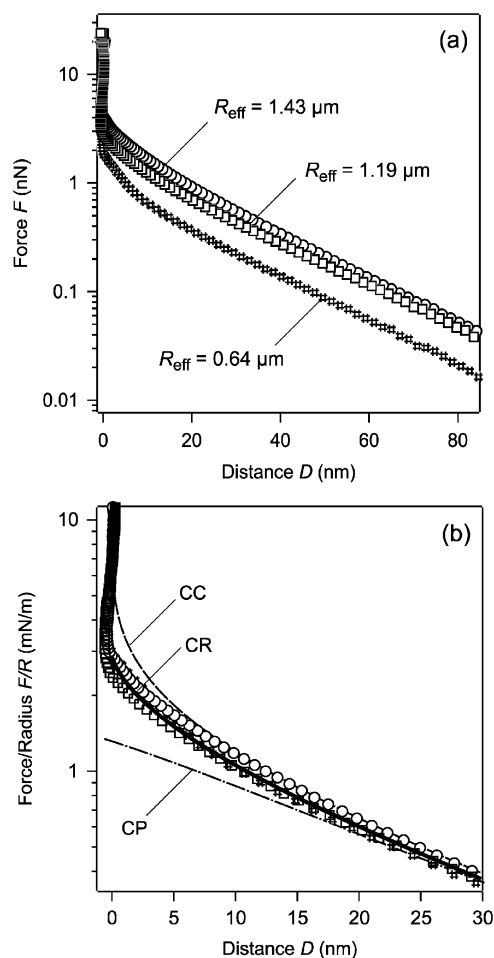 (a)
10
1
0.1
0.01
Force F (nN)
R_eff = 1.43 µm
R_eff = 1.19 µm
R_eff = 0.64 µm
0 20 40 60 80
Distance D (nm)
(b)
10
1
Force/Radius F/R (mN/m)
CC
CR
CP
0 5 10 15 20 25 30
Distance D (nm)